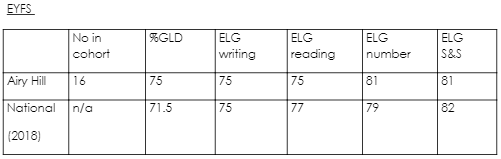 EYFS
No in cohort %GLD ELG writing ELG reading ELG number ELG S&S
Airy Hill 16 75 75 75 81 81
National (2018) n/a 71.5 75 77 79 82